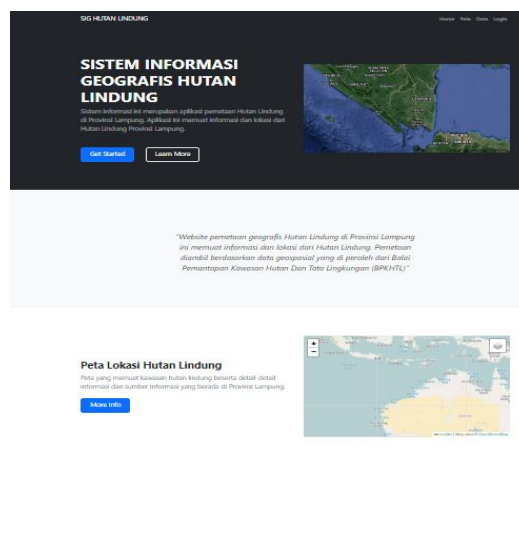 SIG HUTAN LINDUNG
Home Peta Data Login
SISTEM INFORMASI
GEOGRAFIS HUTAN
LINDUNG
Sistem Informasi ini merupakan aplikasi pemetaan Hutan Lindung
di Provinsi Lampung. Aplikasi ini memuat informasi dan lokasi dari
Hutan Lindung Provinsi Lampung.
Get Started
Learn More
"Website pemetaan geografis Hutan Lindung di Provinsi Lampung
ini memuat informasi dan lokasi dari Hutan Lindung. Pemetaan
diambil berdasarkan data geospasial yang di peroleh dari Balai
Pemantapan Kawasan Hutan Dan Tata Lingkungan (BPKHTL)"
+
−
Peta Lokasi Hutan Lindung
Peta yang memuat kawasan hutan lindung beserta detail-detail
informasi dan sumber informasi yang berada di Provinsi Lampung.
More Info